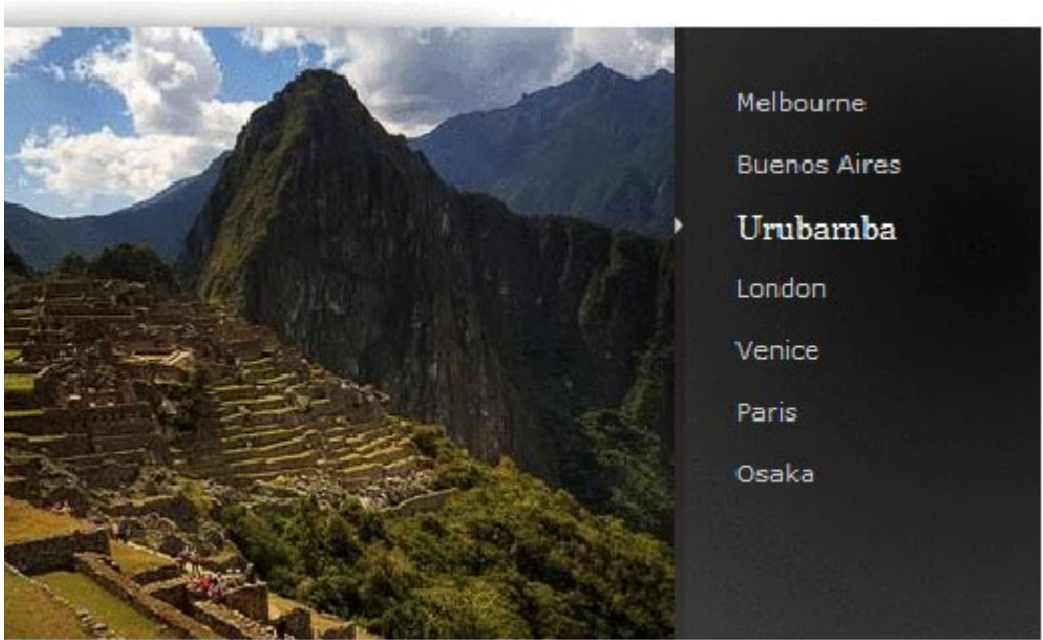 Melbourne
Buenos Aires
Urubamba
London
Venice
Paris
Osaka